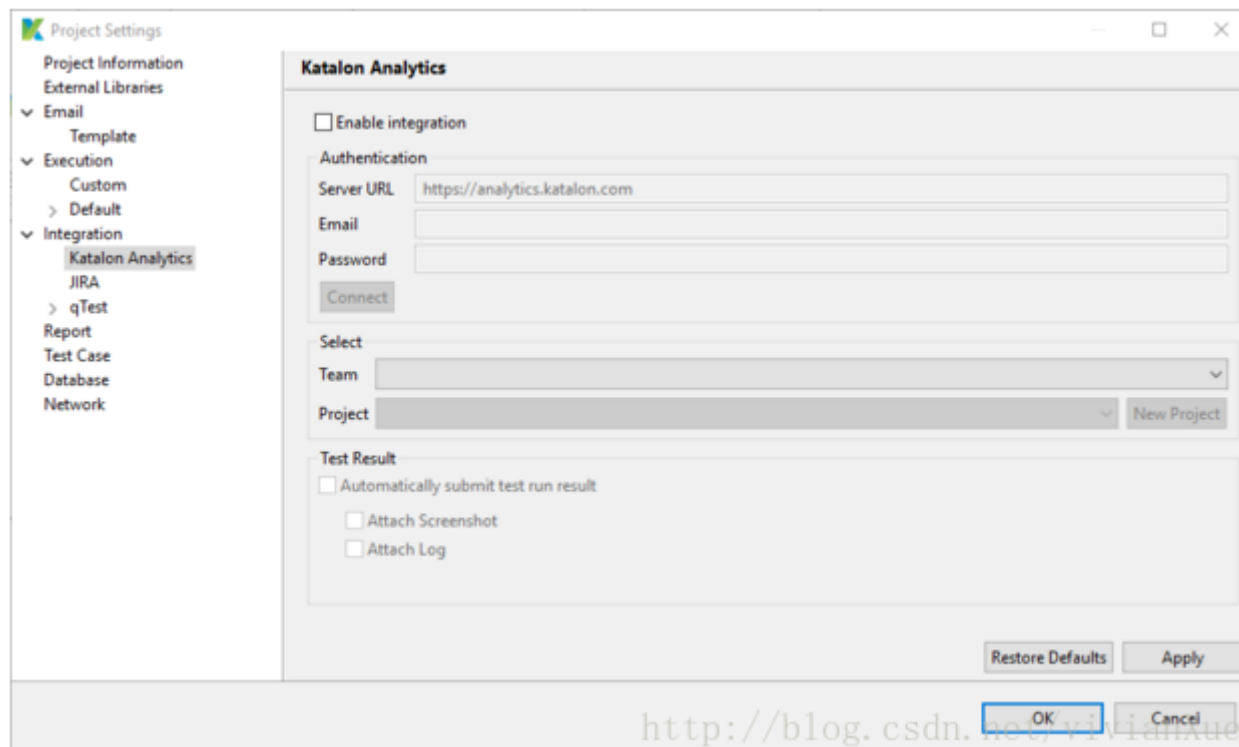 Project Settings
Project Information
External Libraries
Email
Template
Execution
Custom
Default
Integration
Katalon Analytics
JIRA
qTest
Report
Test Case
Database
Network
Katalon Analytics
Enable integration
Authentication
Server URL https://analytics.katalon.com
Email
Password
Connect
Select
Team
Project New Project
Test Result
Automatically submit test run result
Attach Screenshot
Attach Log
Restore Defaults Apply
OK Cancel
http://blog.csdn.net/vivianxue